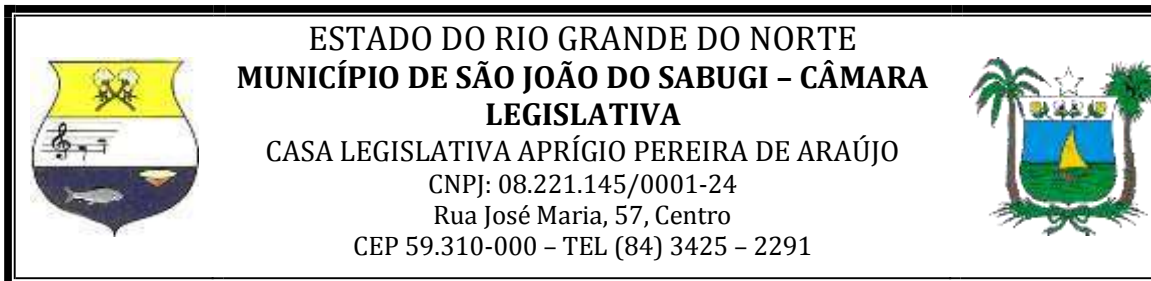 ESTADO DO RIO GRANDE DO NORTE
MUNICÍPIO DE SÃO JOÃO DO SABUGI – CÂMARA
LEGISLATIVA
CASA LEGISLATIVA APRÍGIO PEREIRA DE ARAÚJO
CNPJ: 08.221.145/0001-24
Rua José Maria, 57, Centro
CEP 59.310-000 – TEL (84) 3425 – 2291